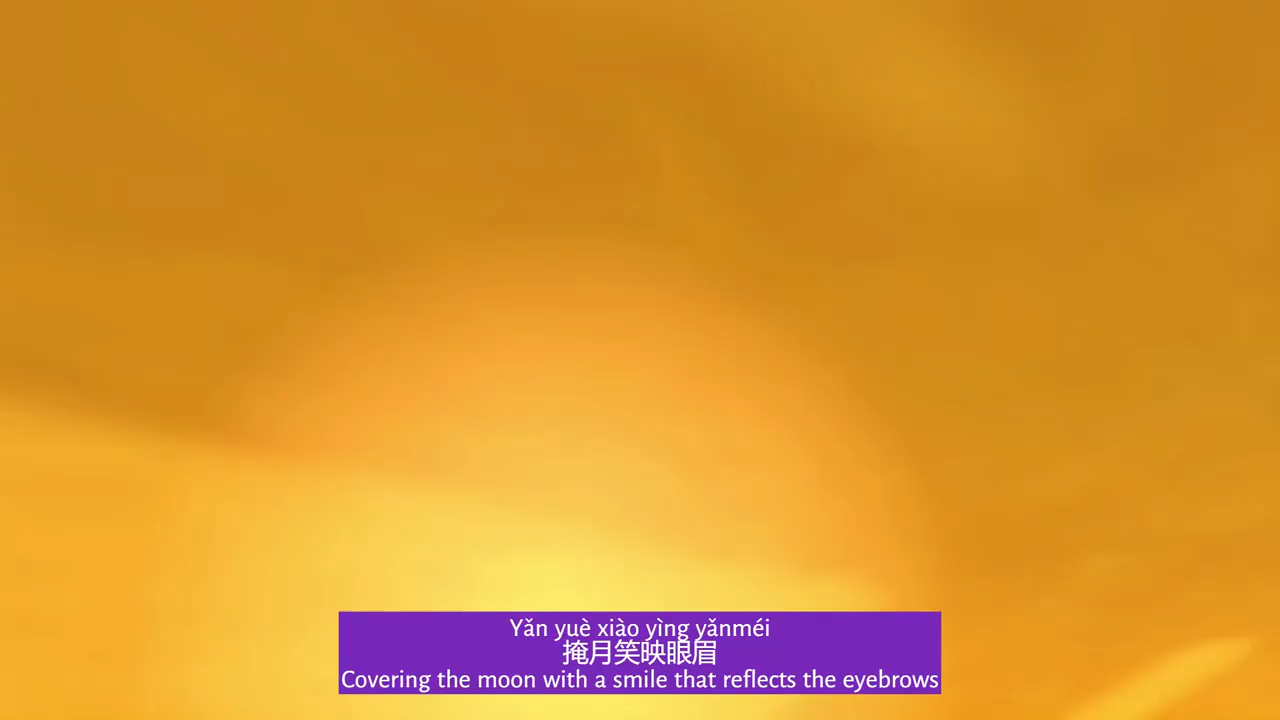 Yǎn yuè xiào yìng yǎnméi
掩月笑映眼眉
Covering the moon with a smile that reflects the eyebrows